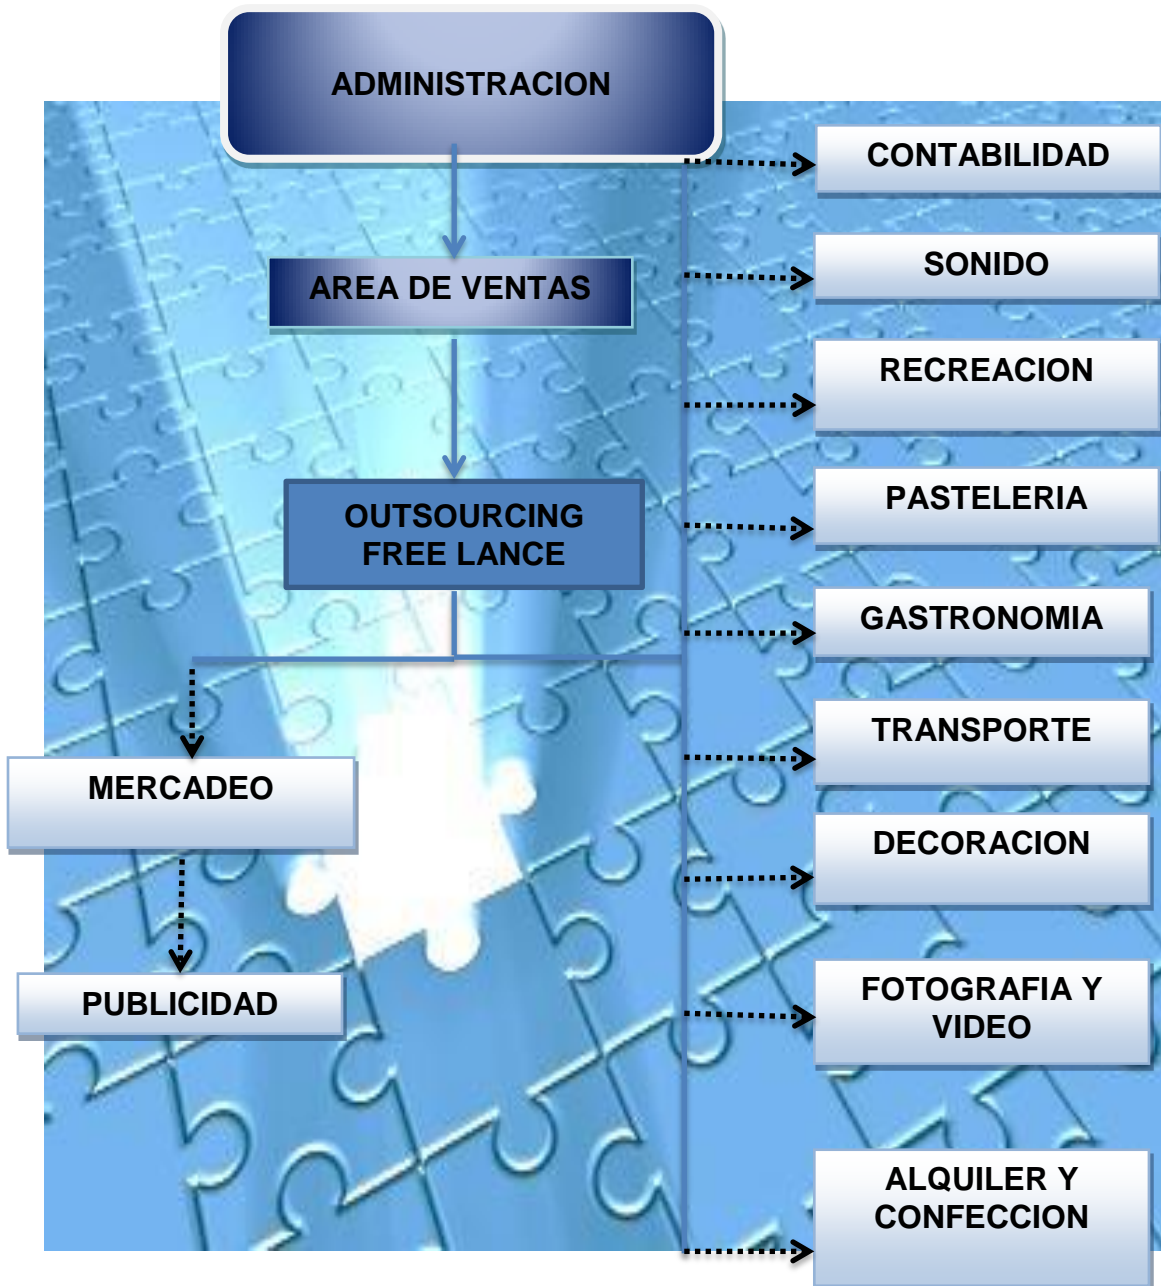 ADMINISTRACION
AREA DE VENTAS
OUTSOURCING
FREE LANCE
MERCADEO
PUBLICIDAD
CONTABILIDAD
SONIDO
RECREACION
PASTELERIA
GASTRONOMIA
TRANSPORTE
DECORACION
FOTOGRAFIA Y
VIDEO
ALQUILER Y
CONFECCION